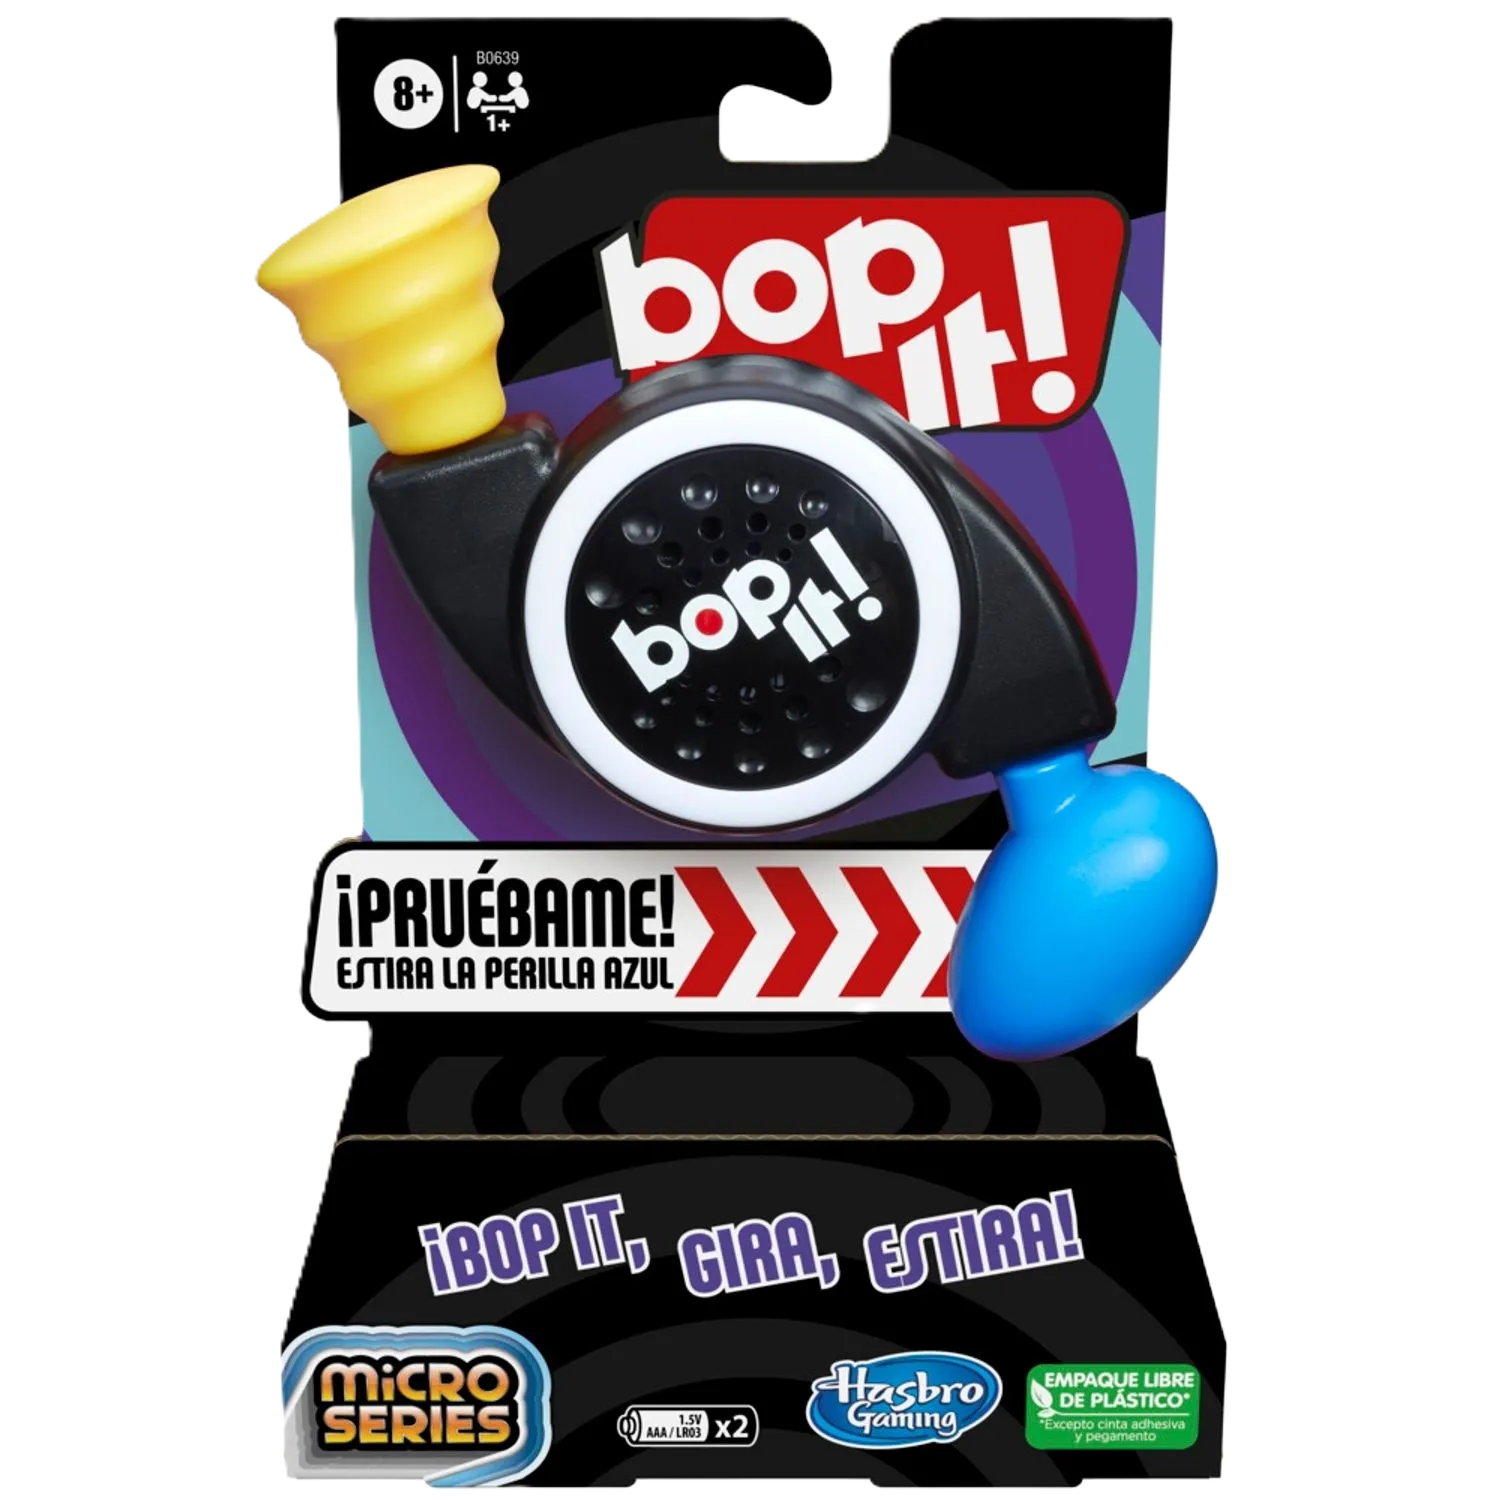 8+
B0639
1+
bop
it!
bop
it!
¡PRUÉBAME!
ESTIRA LA PERILLA AZUL
¡BOP IT, GIRA, ESTIRA!
MiCRO
SERIES
1.5V
AAA / LR03
x2
Hasbro
Gaming
EMPAQUE LIBRE
DE PLÁSTICO*
*Excepto cinta adhesiva
y pegamento